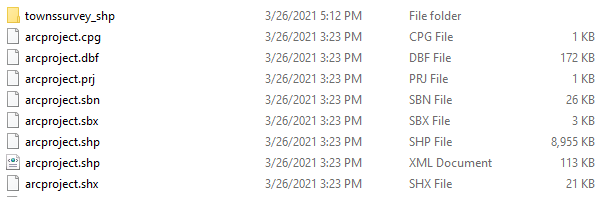 townssurvey_shp 3/26/2021 5:12 PM File folder
arcproject.cpg 3/26/2021 3:23 PM CPG File 1 KB
arcproject.dbf 3/26/2021 3:23 PM DBF File 172 KB
arcproject.prj 3/26/2021 3:23 PM PRJ File 1 KB
arcproject.sbn 3/26/2021 3:23 PM SBN File 26 KB
arcproject.sbx 3/26/2021 3:23 PM SBX File 3 KB
arcproject.shp 3/26/2021 3:23 PM SHP File 8,955 KB
arcproject.shp 3/26/2021 3:23 PM XML Document 113 KB
arcproject.shx 3/26/2021 3:23 PM SHX File 21 KB